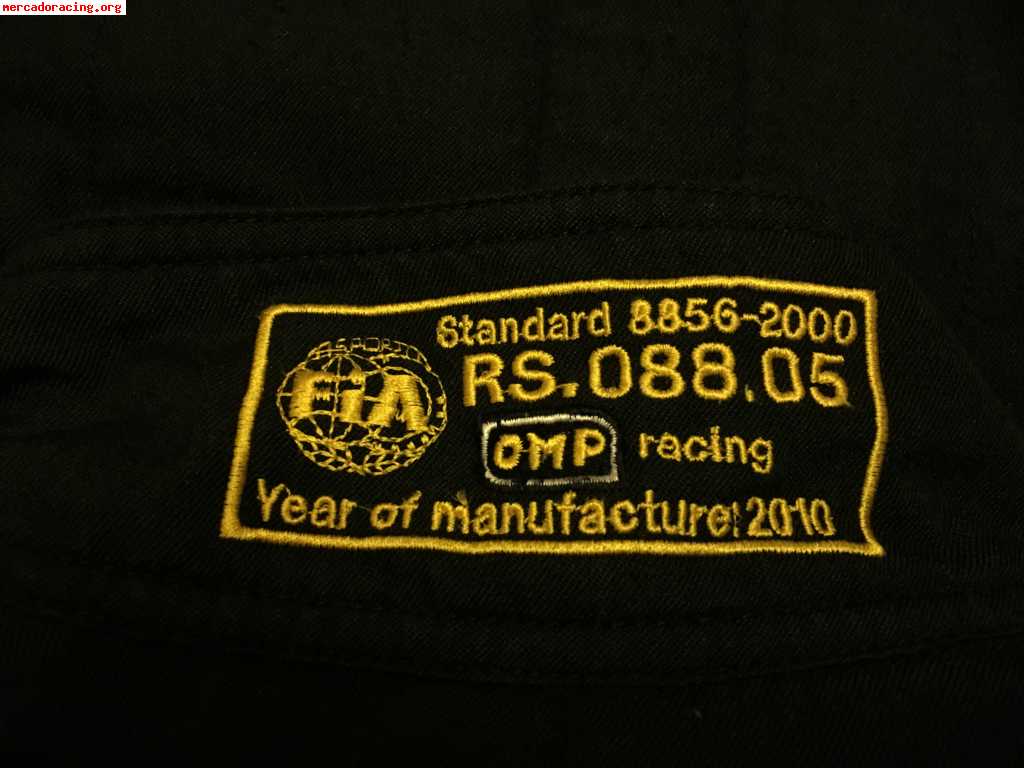 mercadoracing.org
Standard 8856-2000
FIA
RS.088.05
OMP racing
Year of manufacture: 2010